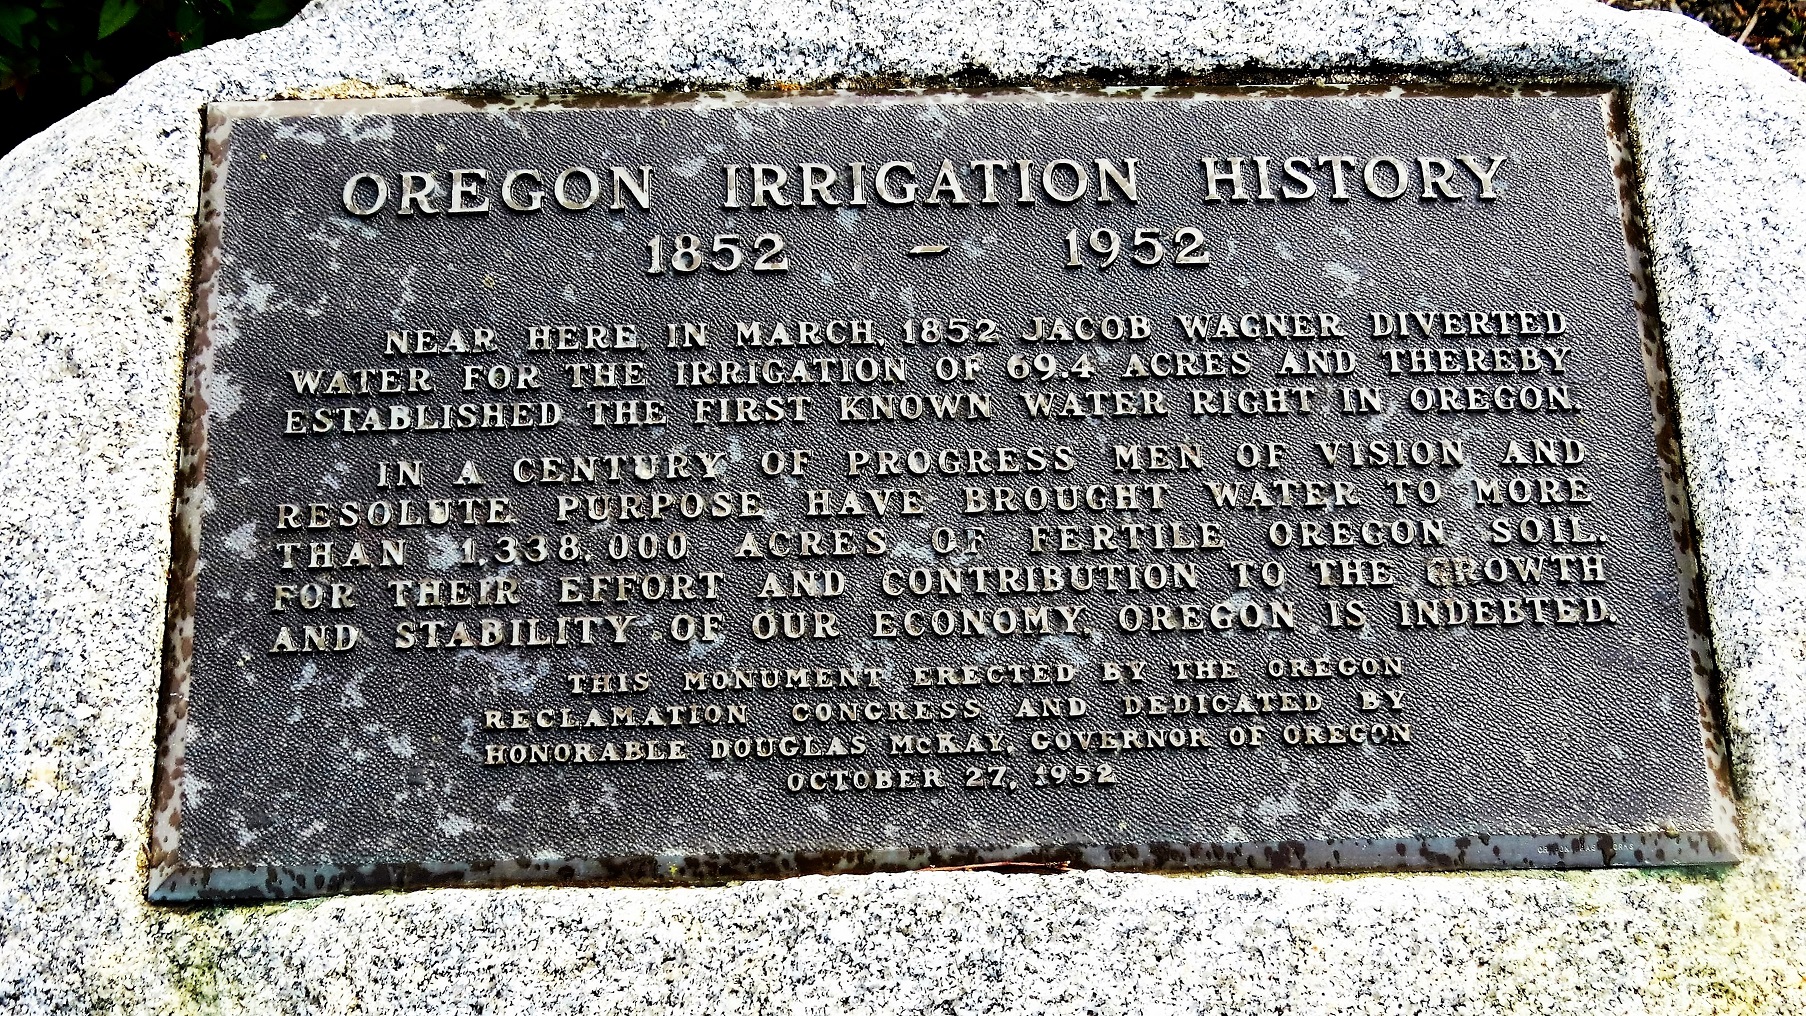 OREGON IRRIGATION HISTORY
1852 - 1952
NEAR HERE, IN MARCH, 1852 JACOB WAGNER DIVERTED
WATER FOR THE IRRIGATION OF 69.4 ACRES AND THEREBY
ESTABLISHED THE FIRST KNOWN WATER RIGHT IN OREGON.
IN A CENTURY OF PROGRESS MEN OF VISION AND
RESOLUTE PURPOSE HAVE BROUGHT WATER TO MORE
THAN 1,338,000 ACRES OF FERTILE OREGON SOIL.
FOR THEIR EFFORT AND CONTRIBUTION TO THE GROWTH
AND STABILITY OF OUR ECONOMY, OREGON IS INDEBTED.
THIS MONUMENT ERECTED BY THE OREGON
RECLAMATION CONGRESS AND DEDICATED BY
HONORABLE DOUGLAS McKAY, GOVERNOR OF OREGON
OCTOBER 27, 1952